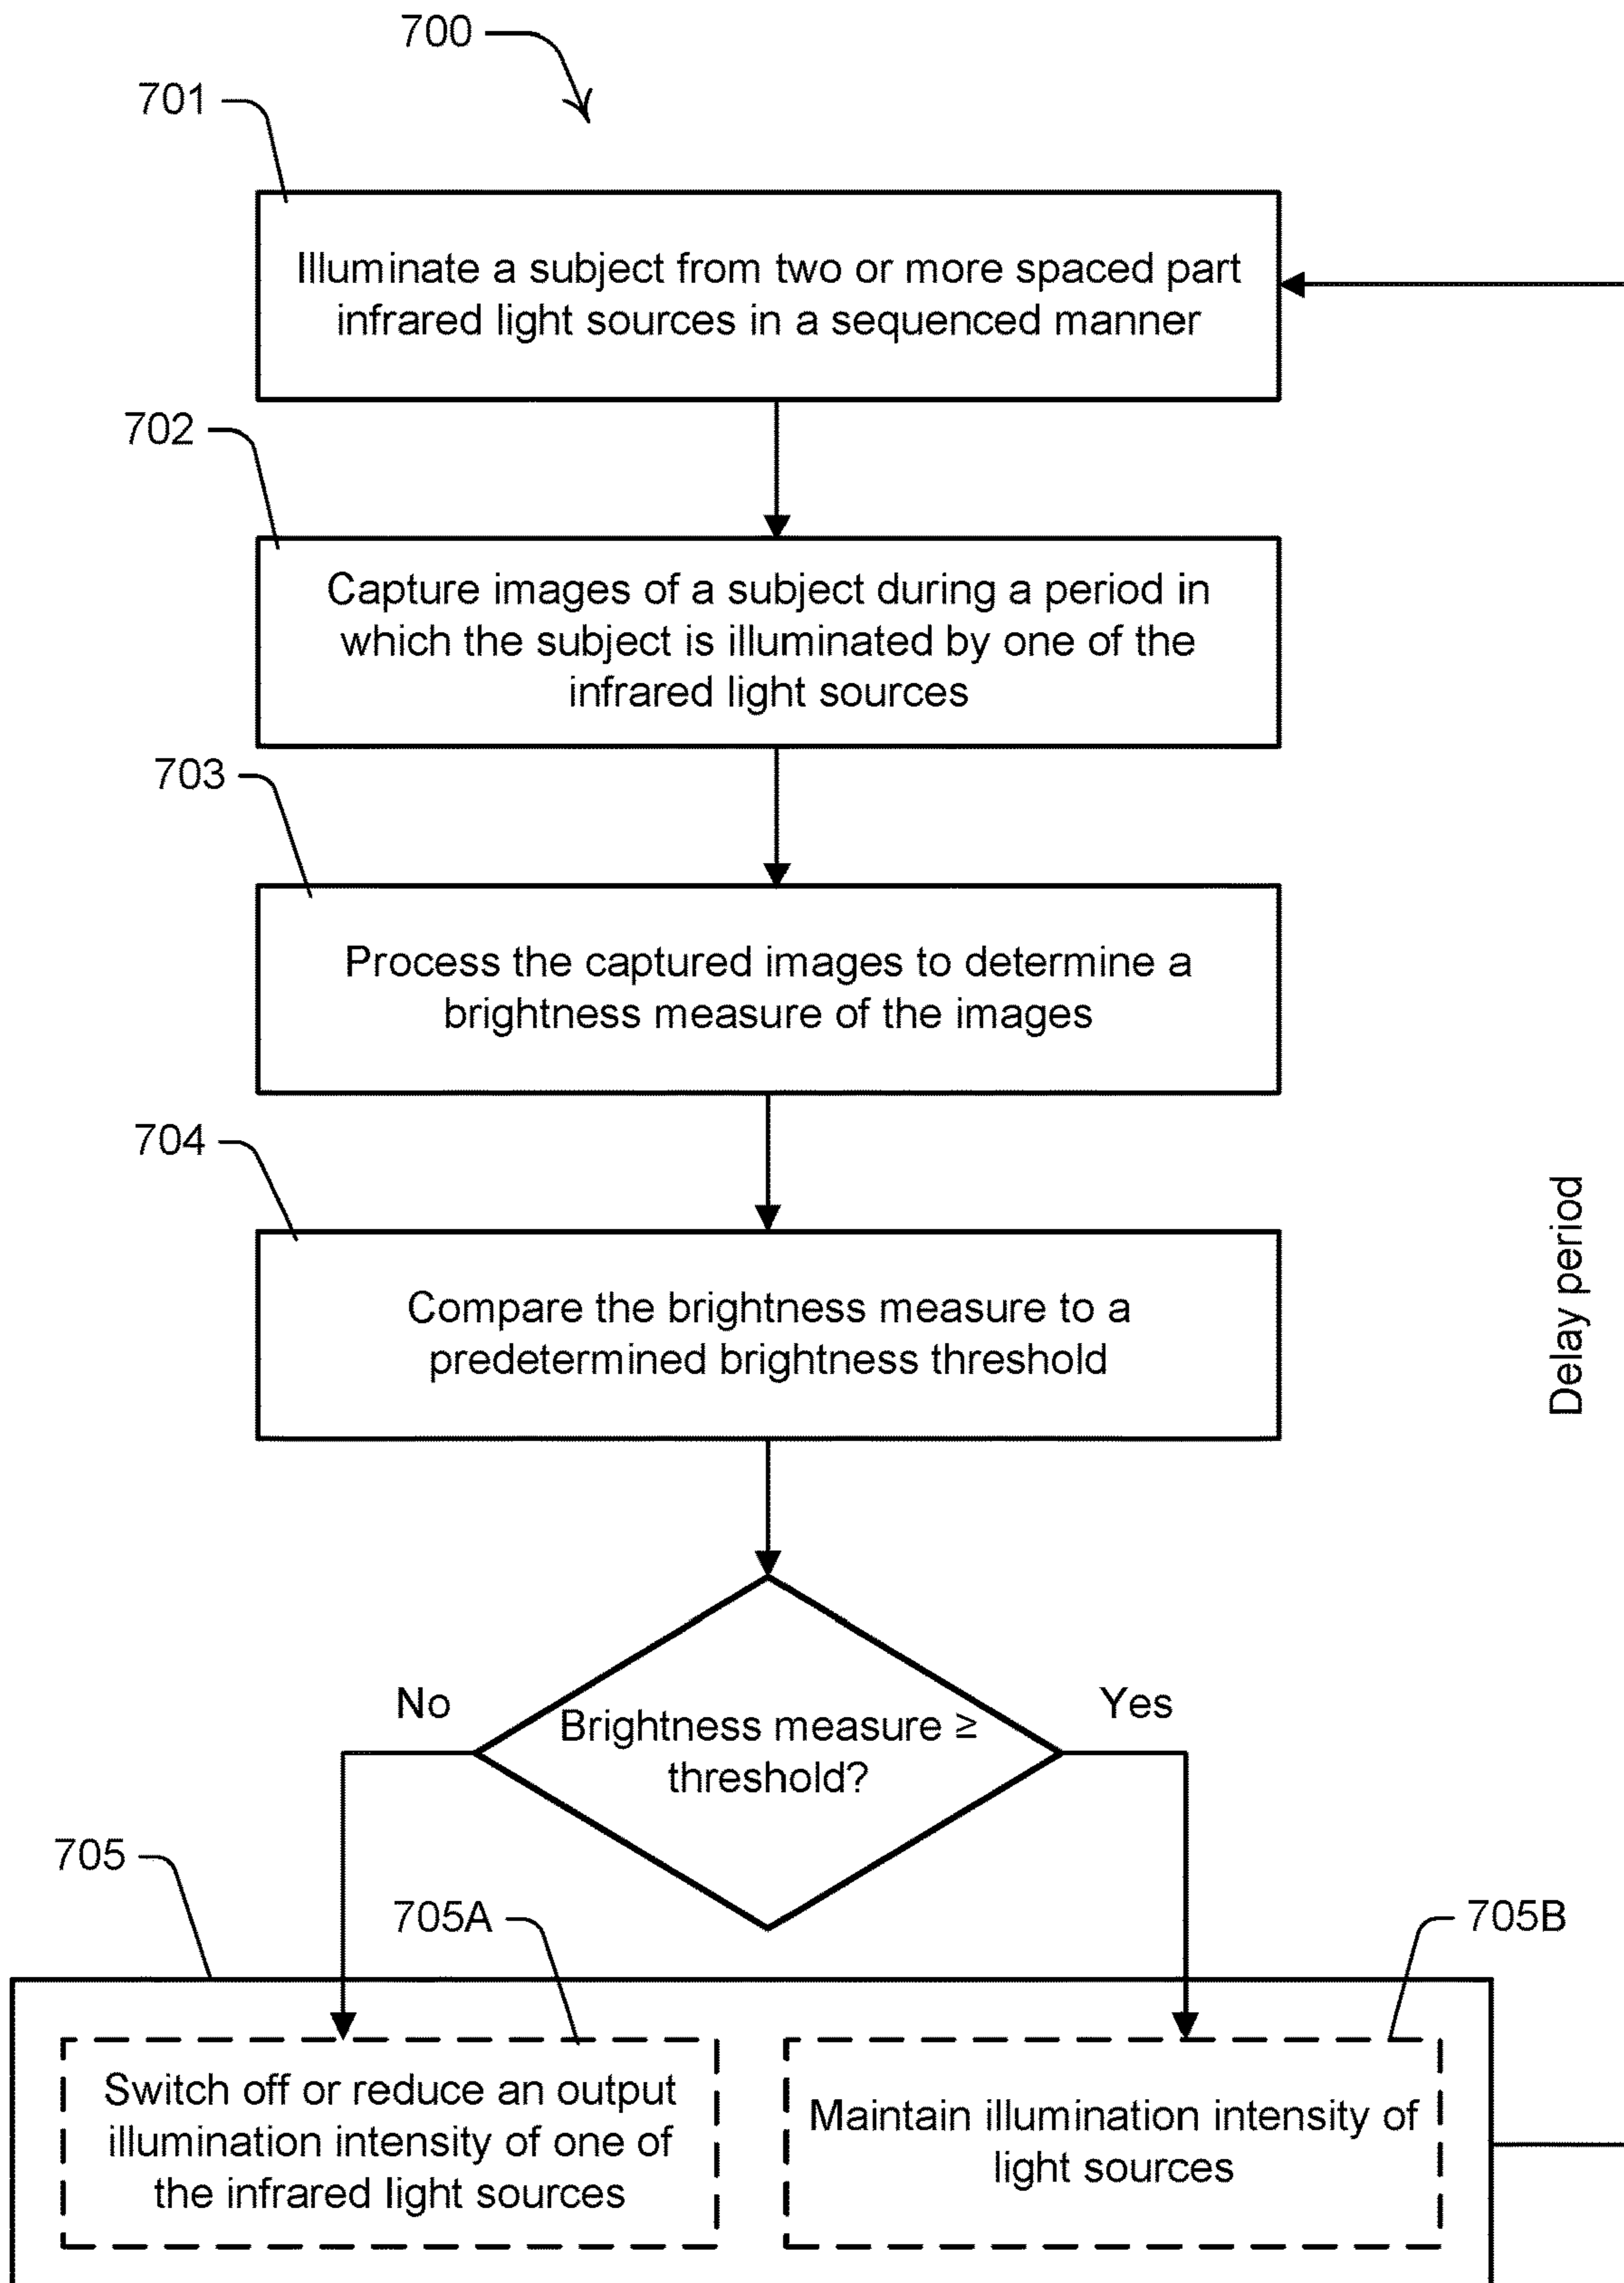 700
701
Illuminate a subject from two or more spaced part
infrared light sources in a sequenced manner
702
Capture images of a subject during a period in
which the subject is illuminated by one of the
infrared light sources
703
Process the captured images to determine a
brightness measure of the images
704
Compare the brightness measure to a
predetermined brightness threshold
Delay period
No
Yes
Brightness measure ≥
threshold?
705
705A
705B
Switch off or reduce an output
illumination intensity of one of
the infrared light sources
Maintain illumination intensity of
light sources